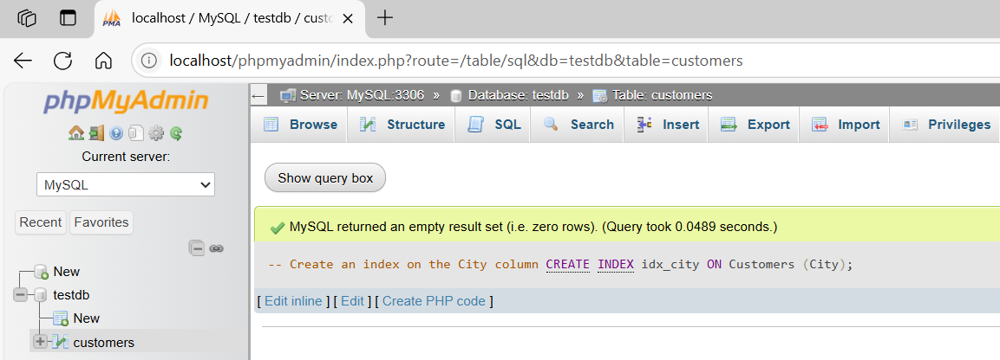 localhost / MySQL / testdb / custo
localhost/phpmyadmin/index.php?route=/table/sql&db=testdb&table=customers
phpMyAdmin
Current server:
MySQL
Recent Favorites
New
testdb
New
customers
Server: MySQL:3306 » Database: testdb » Table: customers
Browse Structure SQL Search Insert Export Import Privileges
Show query box
MySQL returned an empty result set (i.e. zero rows). (Query took 0.0489 seconds.)
-- Create an index on the City column CREATE INDEX idx_city ON Customers (City);
[ Edit inline ] [ Edit ] [ Create PHP code ]